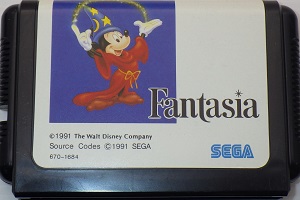 Fantasia
©1991 The Walt Disney Company
Source Codes ©1991 SEGA
670-1684
SEGA